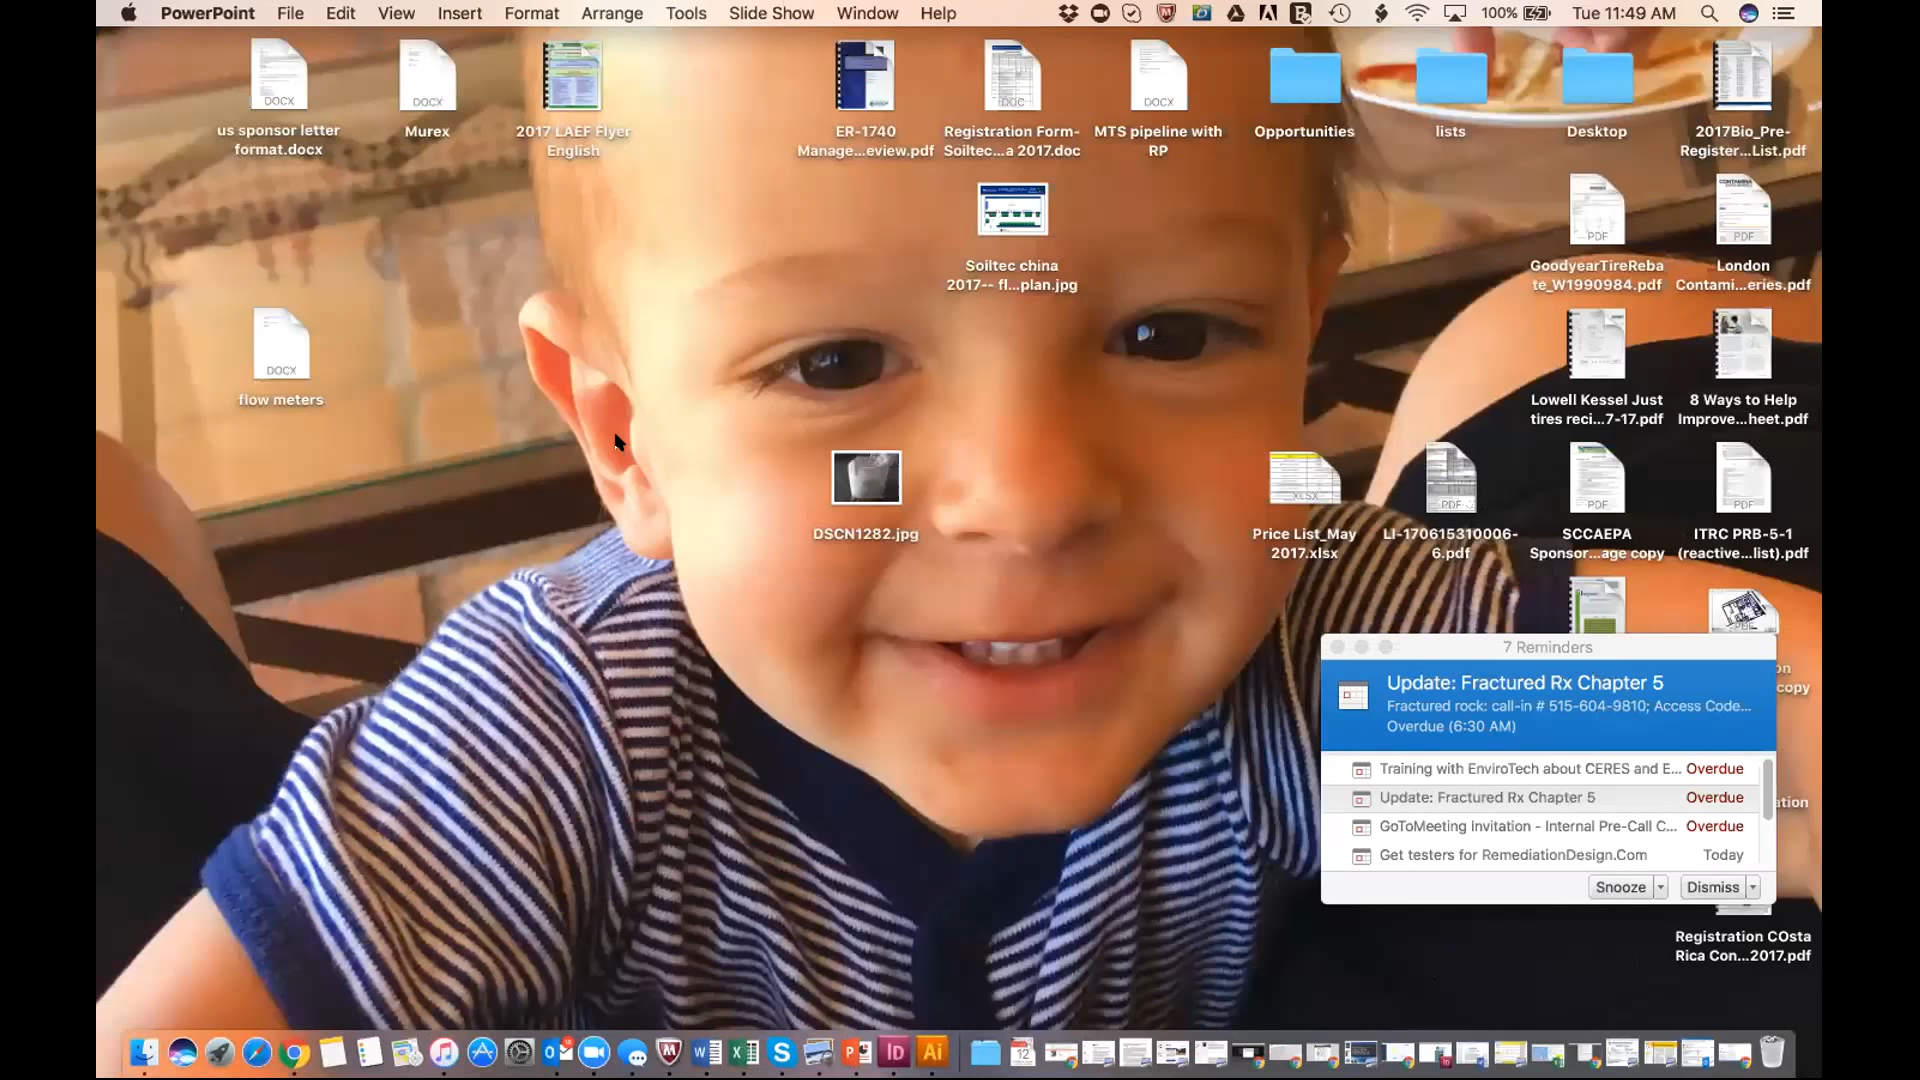 PowerPoint File Edit View Insert Format Arrange Tools Slide Show Window Help 100% Tue 11:49 AM
DOCX
us sponsor letter
format.docx
DOCX
Murex
2017 LAEF Flyer
English
ER-1740
Manage...eview.pdf
DOC
Registration Form-
Soiltec...a 2017.doc
DOCX
MTS pipeline with
RP
Opportunities
lists
Desktop
2017Bio_Pre-
Register...List.pdf
Soiltec china
2017-- fl...plan.jpg
PDF
GoodyearTireReba
te_W1990984.pdf
PDF
London
Contami...eries.pdf
DOCX
flow meters
Lowell Kessel Just
tires reci...7-17.pdf
8 Ways to Help
Improve...heet.pdf
DSCN1282.jpg
XLSX
Price List_May
2017.xlsx
PDF
LI-170615310006-
6.pdf
PDF
SCCAEPA
Sponsor...age copy
PDF
ITRC PRB-5-1
(reactive...list).pdf
PDF
on
copy
ation
7 Reminders
Update: Fractured Rx Chapter 5
Fractured rock: call-in # 515-604-9810; Access Code...
Overdue (6:30 AM)
Training with EnviroTech about CERES and E... Overdue
Update: Fractured Rx Chapter 5 Overdue
GoToMeeting Invitation - Internal Pre-Call C... Overdue
Get testers for RemediationDesign.Com Today
Snooze Dismiss
Registration COsta
Rica Con...2017.pdf
12
Id
Ai